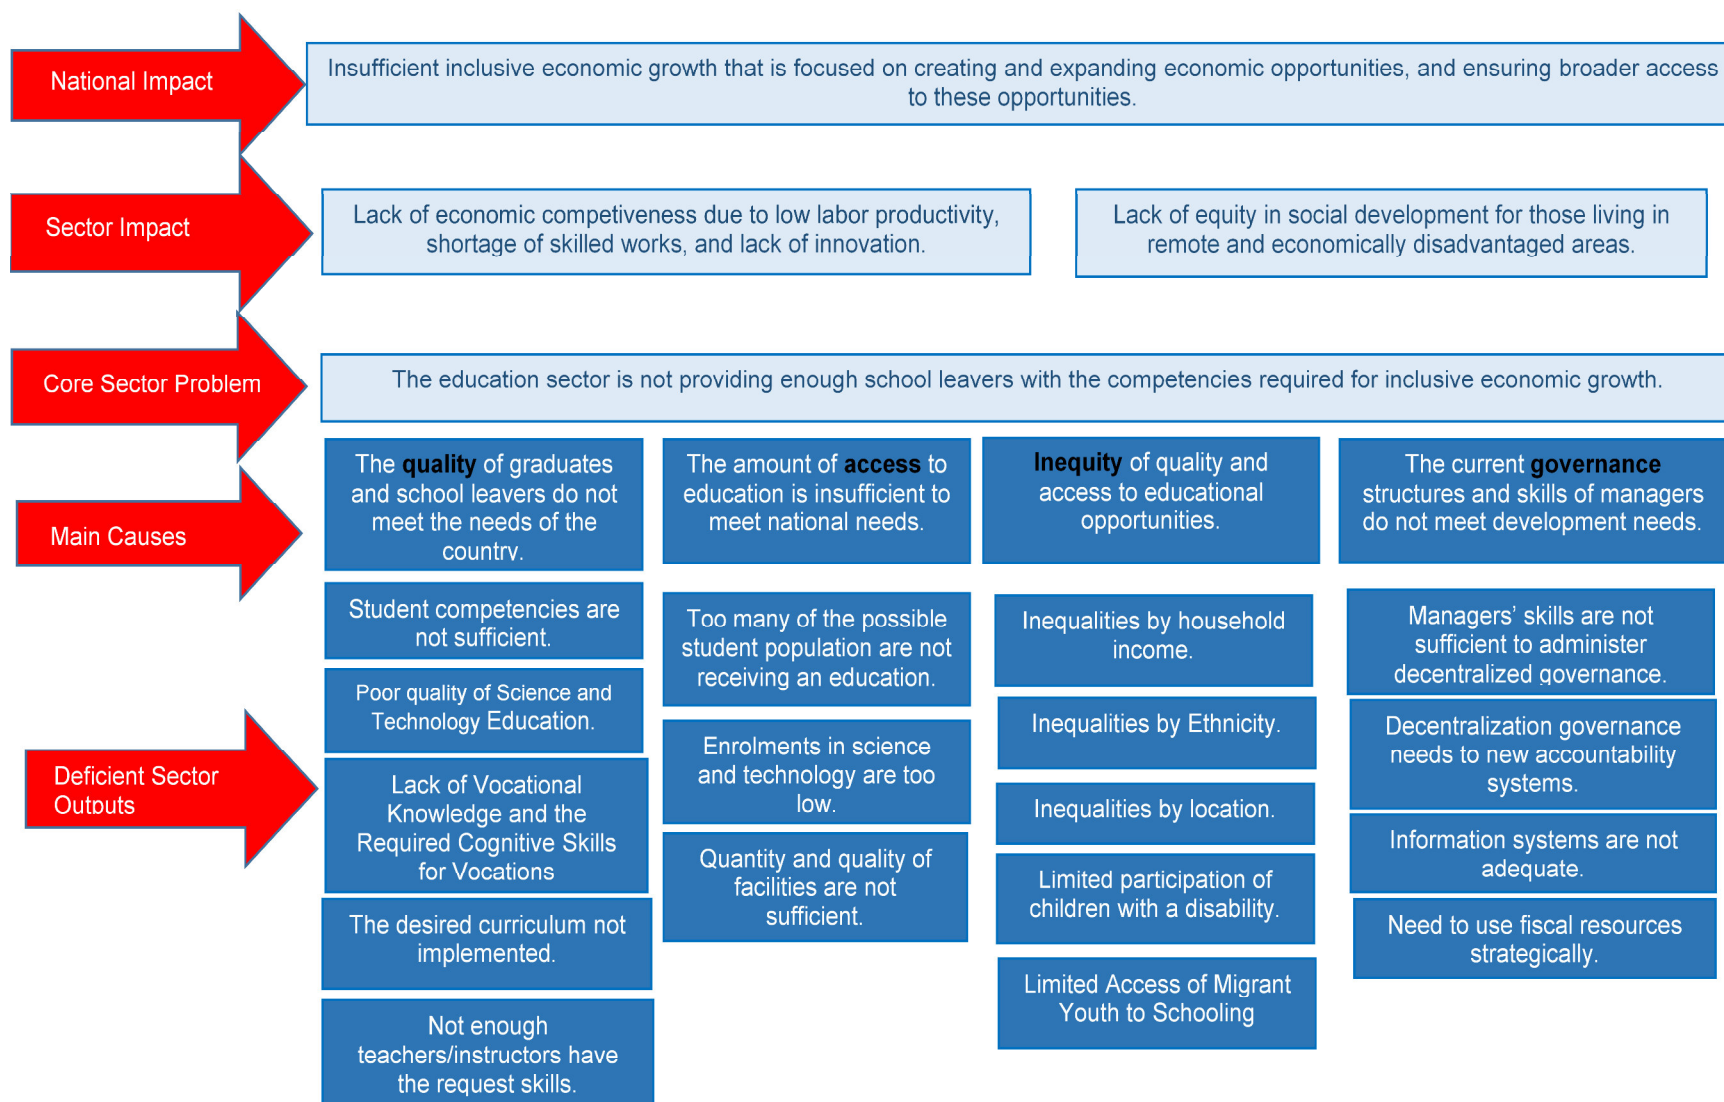 National Impact
Insufficient inclusive economic growth that is focused on creating and expanding economic opportunities, and ensuring broader access
to these opportunities.
Sector Impact
Lack of economic competiveness due to low labor productivity,
shortage of skilled works, and lack of innovation.
Lack of equity in social development for those living in
remote and economically disadvantaged areas.
Core Sector Problem
The education sector is not providing enough school leavers with the competencies required for inclusive economic growth.
Main Causes
The quality of graduates
and school leavers do not
meet the needs of the
country.
The amount of access to
education is insufficient to
meet national needs.
Inequity of quality and
access to educational
opportunities.
The current governance
structures and skills of managers
do not meet development needs.
Deficient Sector
Outputs
Student competencies are
not sufficient.
Poor quality of Science and
Technology Education.
Lack of Vocational
Knowledge and the
Required Cognitive Skills
for Vocations
The desired curriculum not
implemented.
Not enough
teachers/instructors have
the request skills.
Too many of the possible
student population are not
receiving an education.
Enrolments in science
and technology are too
low.
Quantity and quality of
facilities are not
sufficient.
Inequalities by household
income.
Inequalities by Ethnicity.
Inequalities by location.
Limited participation of
children with a disability.
Limited Access of Migrant
Youth to Schooling
Managers’ skills are not
sufficient to administer
decentralized governance.
Decentralization governance
needs to new accountability
systems.
Information systems are not
adequate.
Need to use fiscal resources
strategically.